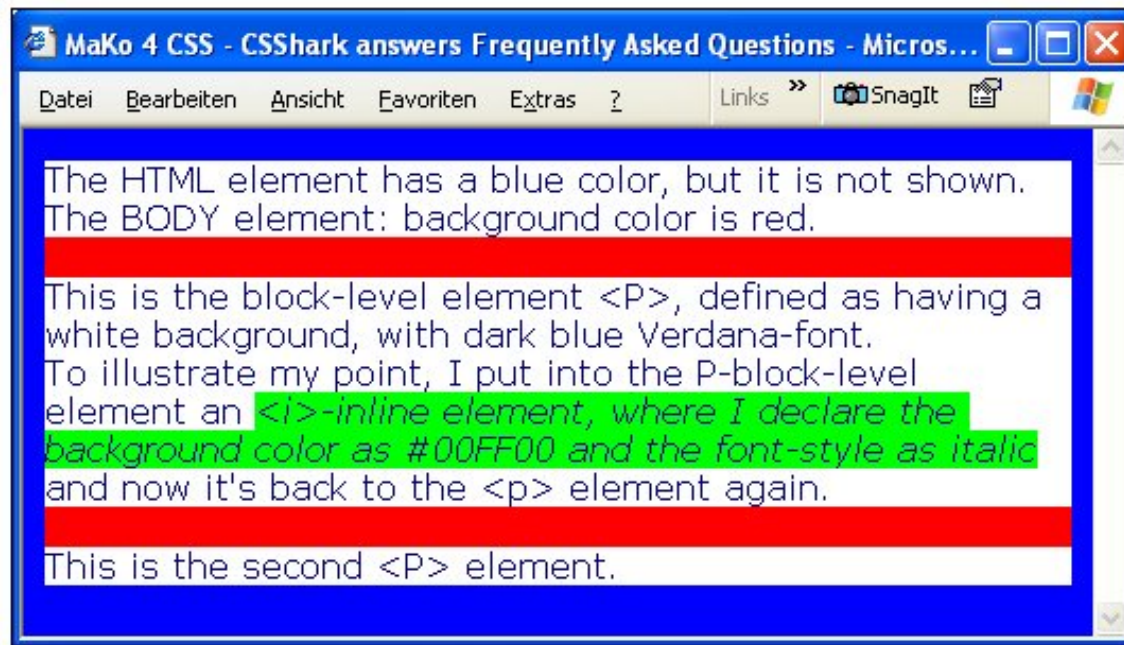 MaKo 4 CSS - CSShark answers Frequently Asked Questions - Micros...
Datei Bearbeiten Ansicht Favoriten Extras ? Links » SnagIt
The HTML element has a blue color, but it is not shown.
The BODY element: background color is red.
This is the block-level element <P>, defined as having a
white background, with dark blue Verdana-font.
To illustrate my point, I put into the P-block-level
element an <i>-inline element, where I declare the
background color as #00FF00 and the font-style as italic
and now it's back to the <p> element again.
This is the second <P> element.